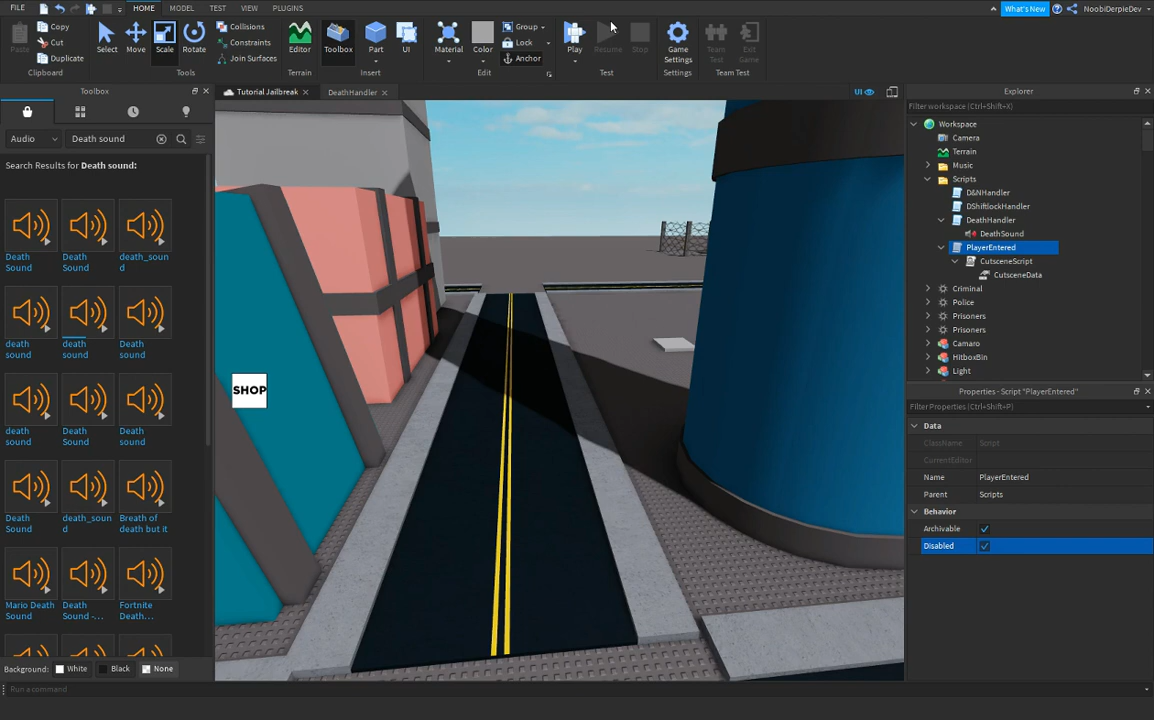 FILE HOME MODEL TEST VIEW PLUGINS What's New NoobiDerpieDev
Paste Copy Cut Duplicate Clipboard
Select Move Scale Rotate Collisions Constraints Join Surfaces Tools
Editor Terrain
Toolbox Part UI Insert
Material Color Group Lock Anchor Edit
Play Resume Stop Test
Game Settings Settings
Team Test Exit Game Team Test
Toolbox
Audio Death sound
Search Results for Death sound:
Death Sound
Death Sound
death_soun d
death sound
death sound
Death sound
death sound
Death Sound
Death sound
Death Sound
death_soun d
Breath of death but it
Mario Death Sound
Death Sound -...
Fortnite Death...
Background: White Black None
Tutorial Jailbreak
DeathHandler
UI
SHOP
Explorer
Filter workspace (Ctrl+Shift+X)
Workspace
Camera
Terrain
Music
Scripts
D&NHandler
DShiftlockHandler
DeathHandler
DeathSound
PlayerEntered
CutsceneScript
CutsceneData
Criminal
Police
Prisoners
Prisoners
Camaro
HitboxBin
Light
Properties - Script "PlayerEntered"
Filter Properties (Ctrl+Shift+P)
Data
ClassName Script
CurrentEditor
Name PlayerEntered
Parent Scripts
Behavior
Archivable
Disabled
Run a command